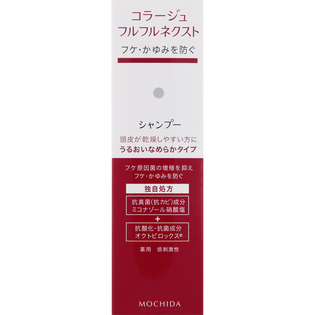 コラージュ
フルフルネクスト
フケ・かゆみを防ぐ
シャンプー
頭皮が乾燥しやすい方に
うるおいなめらかタイプ
フケ原因菌の増殖を抑え
フケ・かゆみを防ぐ
独自処方
抗真菌(抗カビ)成分
ミコナゾール硝酸塩
+
抗酸化・抗菌成分
オクトピロックス®
薬用 低刺激性
MOCHIDA